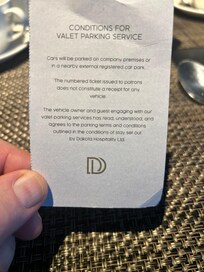 CONDITIONS FOR
VALET PARKING SERVICE
Cars will be parked on company premises or
in a nearby external registered car park.
The numbered ticket issued to patrons
does not constitute a receipt for any
vehicle.
The vehicle owner and guest engaging with our
valet parking services has read, understood, and
agrees to the parking terms and conditions
outlined in the conditions of stay set out
by Dakota Hospitality Ltd.
D